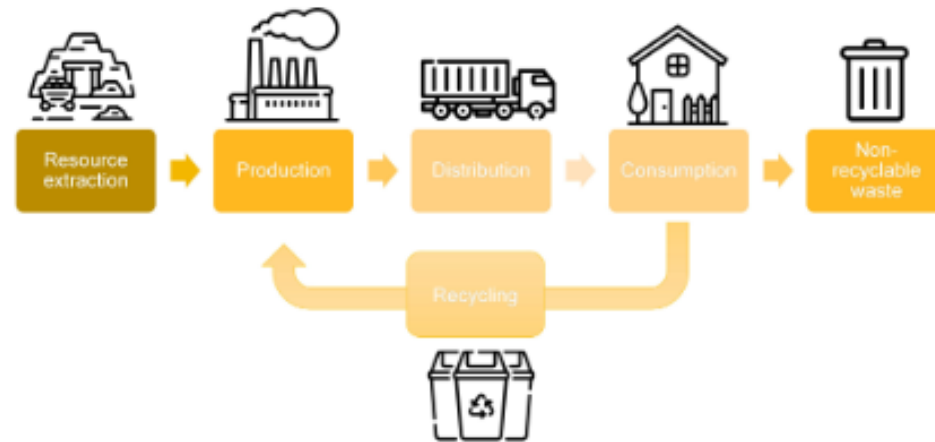 Resource
extraction
Production
Distribution
Consumption
Non-
recyclable
waste
Recycling